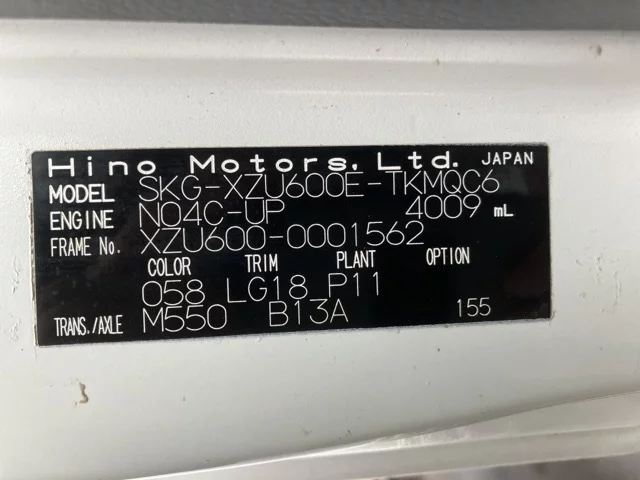 Hino Motors, Ltd. JAPAN
MODEL SKG-XZU600E-TKMQC6
ENGINE N04C-UP 4009 mL
FRAME No. XZU600-0001562
COLOR TRIM PLANT OPTION
058 LG18 P11
TRANS./AXLE M550 B13A 155